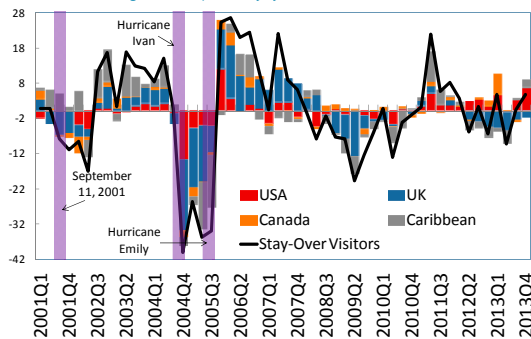 28
18
8
-2
-12
-22
-32
-42
Hurricane
Ivan
September
11, 2001
Hurricane
Emily
USA
UK
Canada
Caribbean
Stay-Over Visitors
2001Q1
2001Q4
2002Q3
2003Q2
2004Q1
2004Q4
2005Q3
2006Q2
2007Q1
2007Q4
2008Q3
2009Q2
2010Q1
2010Q4
2011Q3
2012Q2
2013Q1
2013Q4